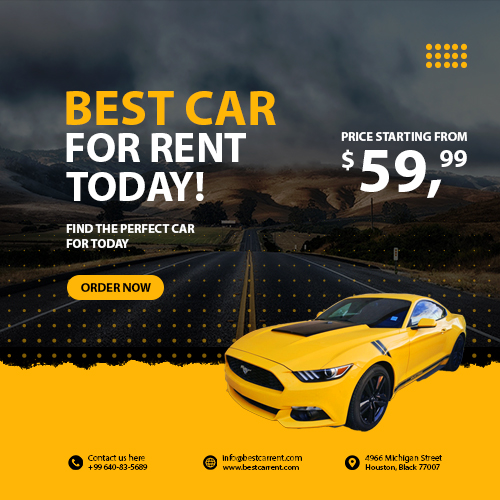 BEST CAR
FOR RENT
TODAY!
PRICE STARTING FROM
$ 59,99
FIND THE PERFECT CAR
FOR TODAY
ORDER NOW
Contact us here
+99 640-83-5689
info@bestcarrent.com
www.bestcarrent.com
4966 Michigan Street
Houston, Black 77007